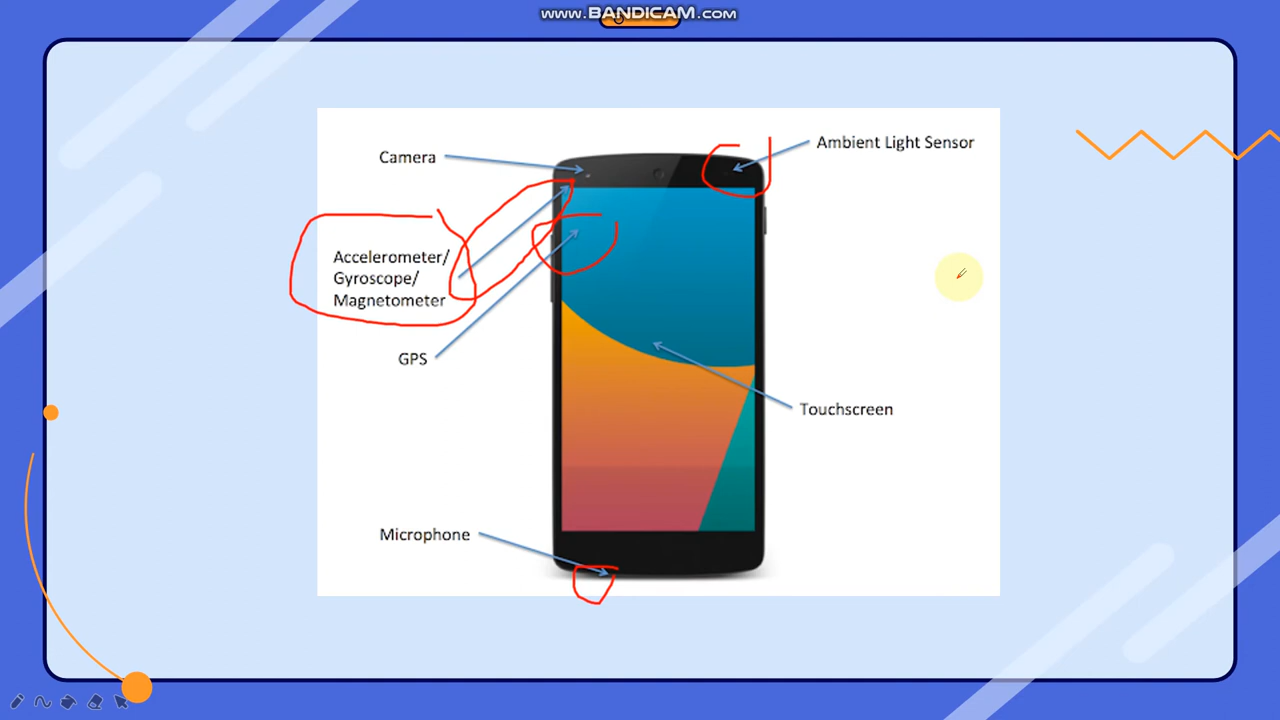 www.BANDICAM.com
Camera
Ambient Light Sensor
Accelerometer/
Gyroscope/
Magnetometer
GPS
Touchscreen
Microphone